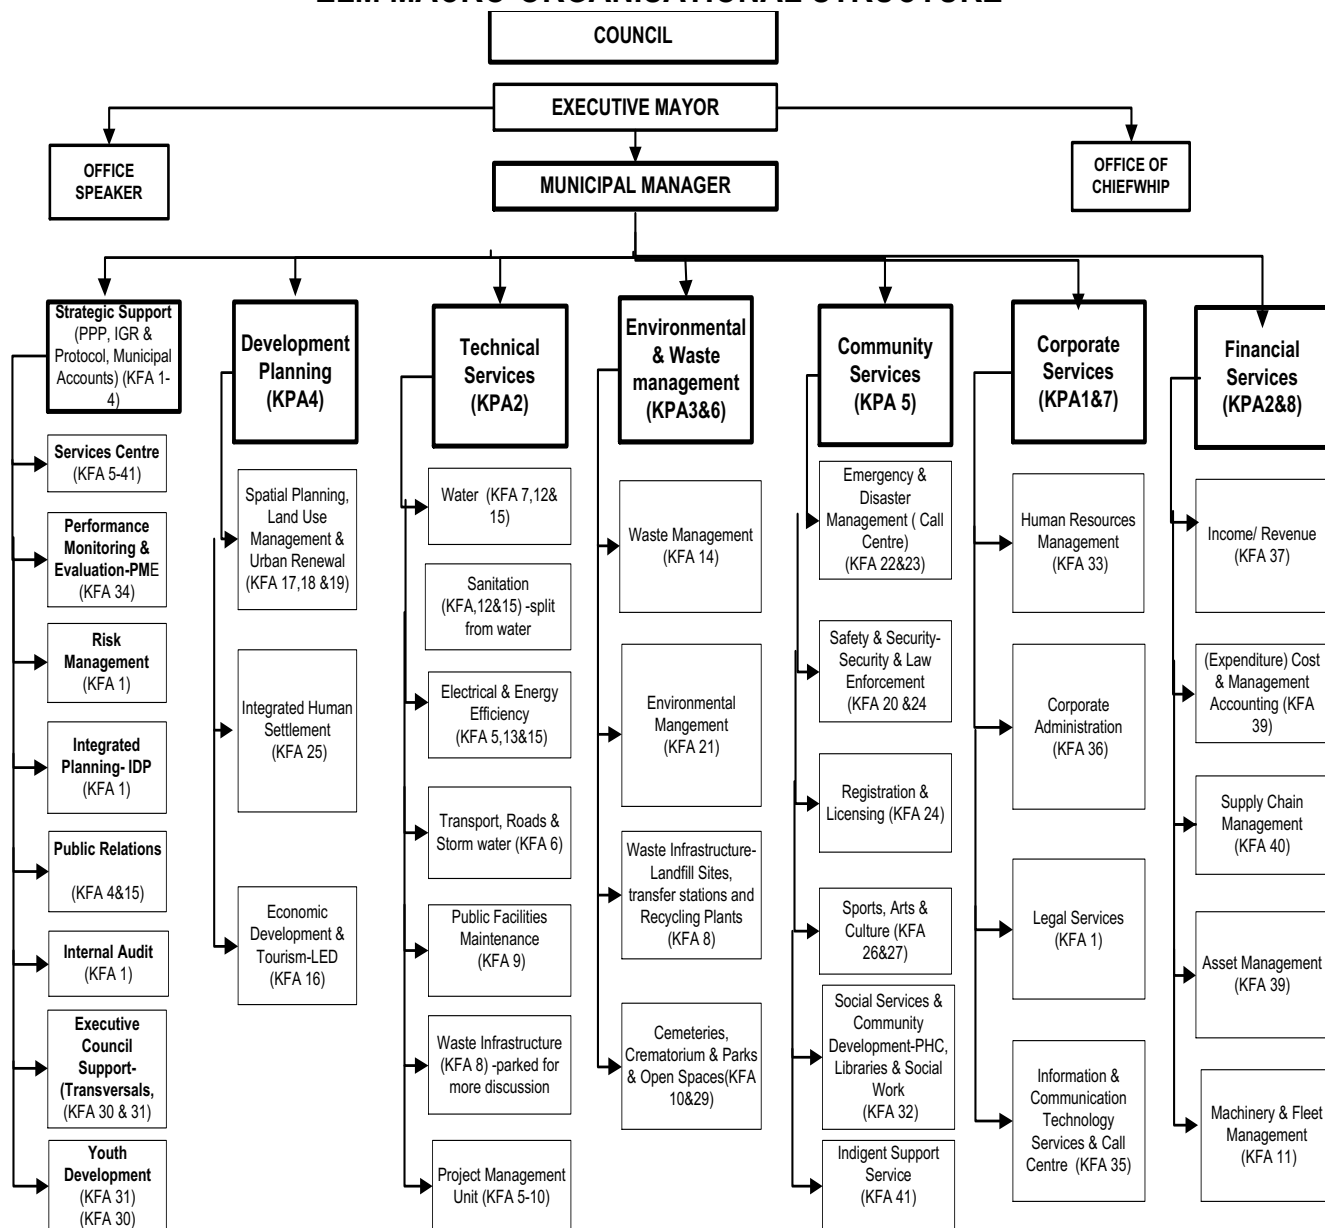 ELM MACRO-ORGANISATIONAL STRUCTURE
COUNCIL
EXECUTIVE MAYOR
OFFICE
SPEAKER
OFFICE OF
CHIEFWHIP
MUNICIPAL MANAGER
Strategic Support
(PPP, IGR &
Protocol, Municipal
Accounts) (KFA 1-
4)
Services Centre
(KFA 5-41)
Performance
Monitoring &
Evaluation-PME
(KFA 34)
Risk
Management
(KFA 1)
Integrated
Planning- IDP
(KFA 1)
Public Relations
(KFA 4&15)
Internal Audit
(KFA 1)
Executive
Council
Support-
(Transversals,
(KFA 30 & 31)
Youth
Development
(KFA 31)
(KFA 30)
Development
Planning
(KPA4)
Spatial Planning,
Land Use
Management &
Urban Renewal
(KFA 17,18 &19)
Integrated Human
Settlement
(KFA 25)
Economic
Development &
Tourism-LED
(KFA 16)
Technical
Services
(KPA2)
Water (KFA 7,12&
15)
Sanitation
(KFA,12&15) -split
from water
Electrical & Energy
Efficiency
(KFA 5,13&15)
Transport, Roads &
Storm water (KFA 6)
Public Facilities
Maintenance
(KFA 9)
Waste Infrastructure
(KFA 8) -parked for
more discussion
Project Management
Unit (KFA 5-10)
Environmental
& Waste
management
(KPA3&6)
Waste Management
(KFA 14)
Environmental
Mangement
(KFA 21)
Waste Infrastructure-
Landfill Sites,
transfer stations and
Recycling Plants
(KFA 8)
Cemeteries,
Crematorium & Parks
& Open Spaces(KFA
10&29)
Community
Services
(KPA 5)
Emergency &
Disaster
Management ( Call
Centre)
(KFA 22&23)
Safety & Security-
Security & Law
Enforcement
(KFA 20 &24
Registration &
Licensing (KFA 24)
Sports, Arts &
Culture (KFA
26&27)
Social Services &
Community
Development-PHC,
Libraries & Social
Work
(KFA 32)
Indigent Support
Service
(KFA 41)
Corporate
Services
(KPA1&7)
Human Resources
Management
(KFA 33)
Corporate
Administration
(KFA 36)
Legal Services
(KFA 1)
Information &
Communication
Technology
Services & Call
Centre (KFA 35)
Financial
Services
(KPA2&8)
Income/ Revenue
(KFA 37)
(Expenditure) Cost
& Management
Accounting (KFA
39)
Supply Chain
Management
(KFA 40)
Asset Management
(KFA 39)
Machinery & Fleet
Management
(KFA 11)